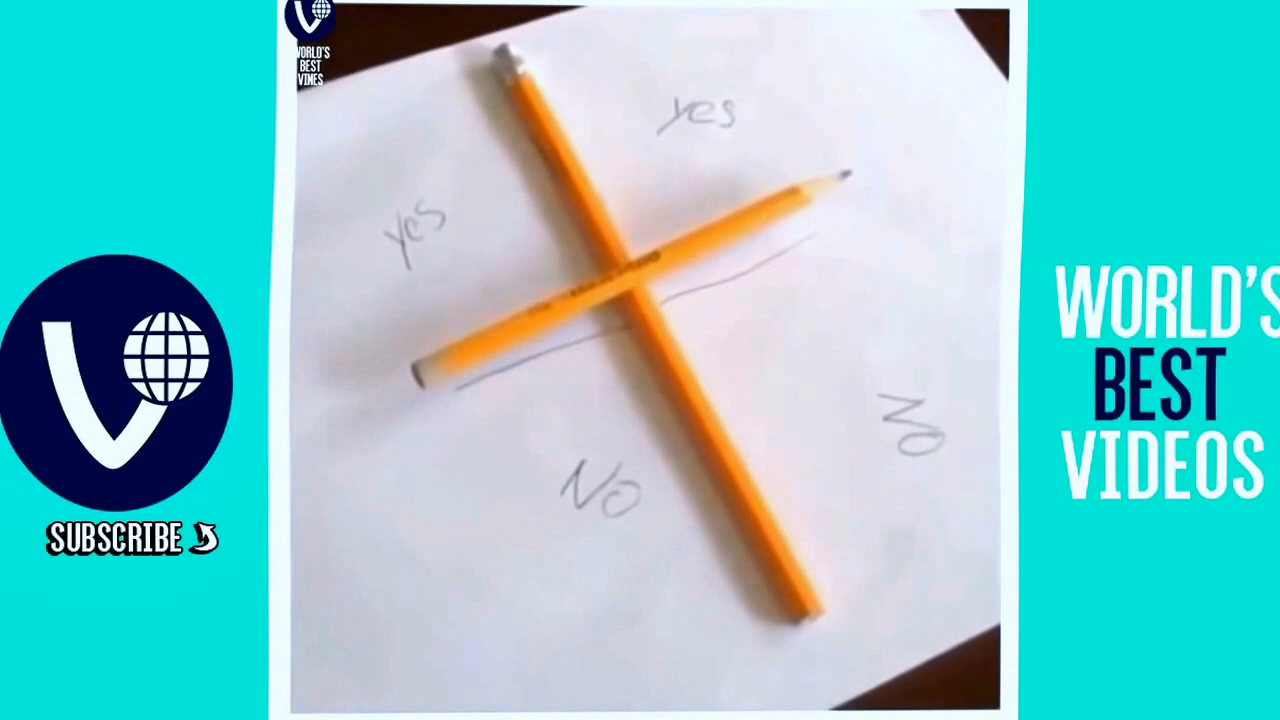 WORLD'S
BEST
VINES
yes
yes
No
No
SUBSCRIBE
WORLD'S
BEST
VIDEOS